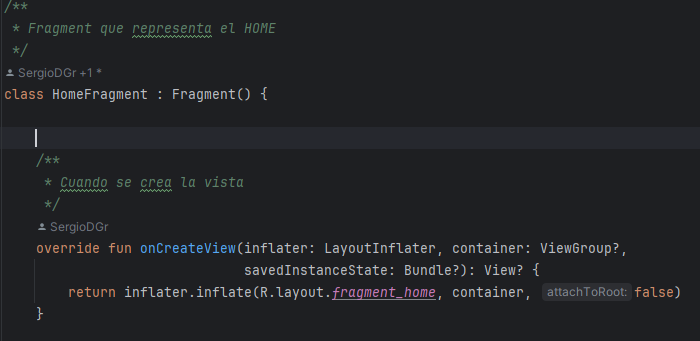 /**
* Fragment que representa el HOME
*/
SergioDGr +1 *
class HomeFragment : Fragment() {
/**
* Cuando se crea la vista
*/
SergioDGr
override fun onCreateView(inflater: LayoutInflater, container: ViewGroup?,
savedInstanceState: Bundle?): View? {
return inflater.inflate(R.layout.fragment_home, container, attachToRoot: false)
}